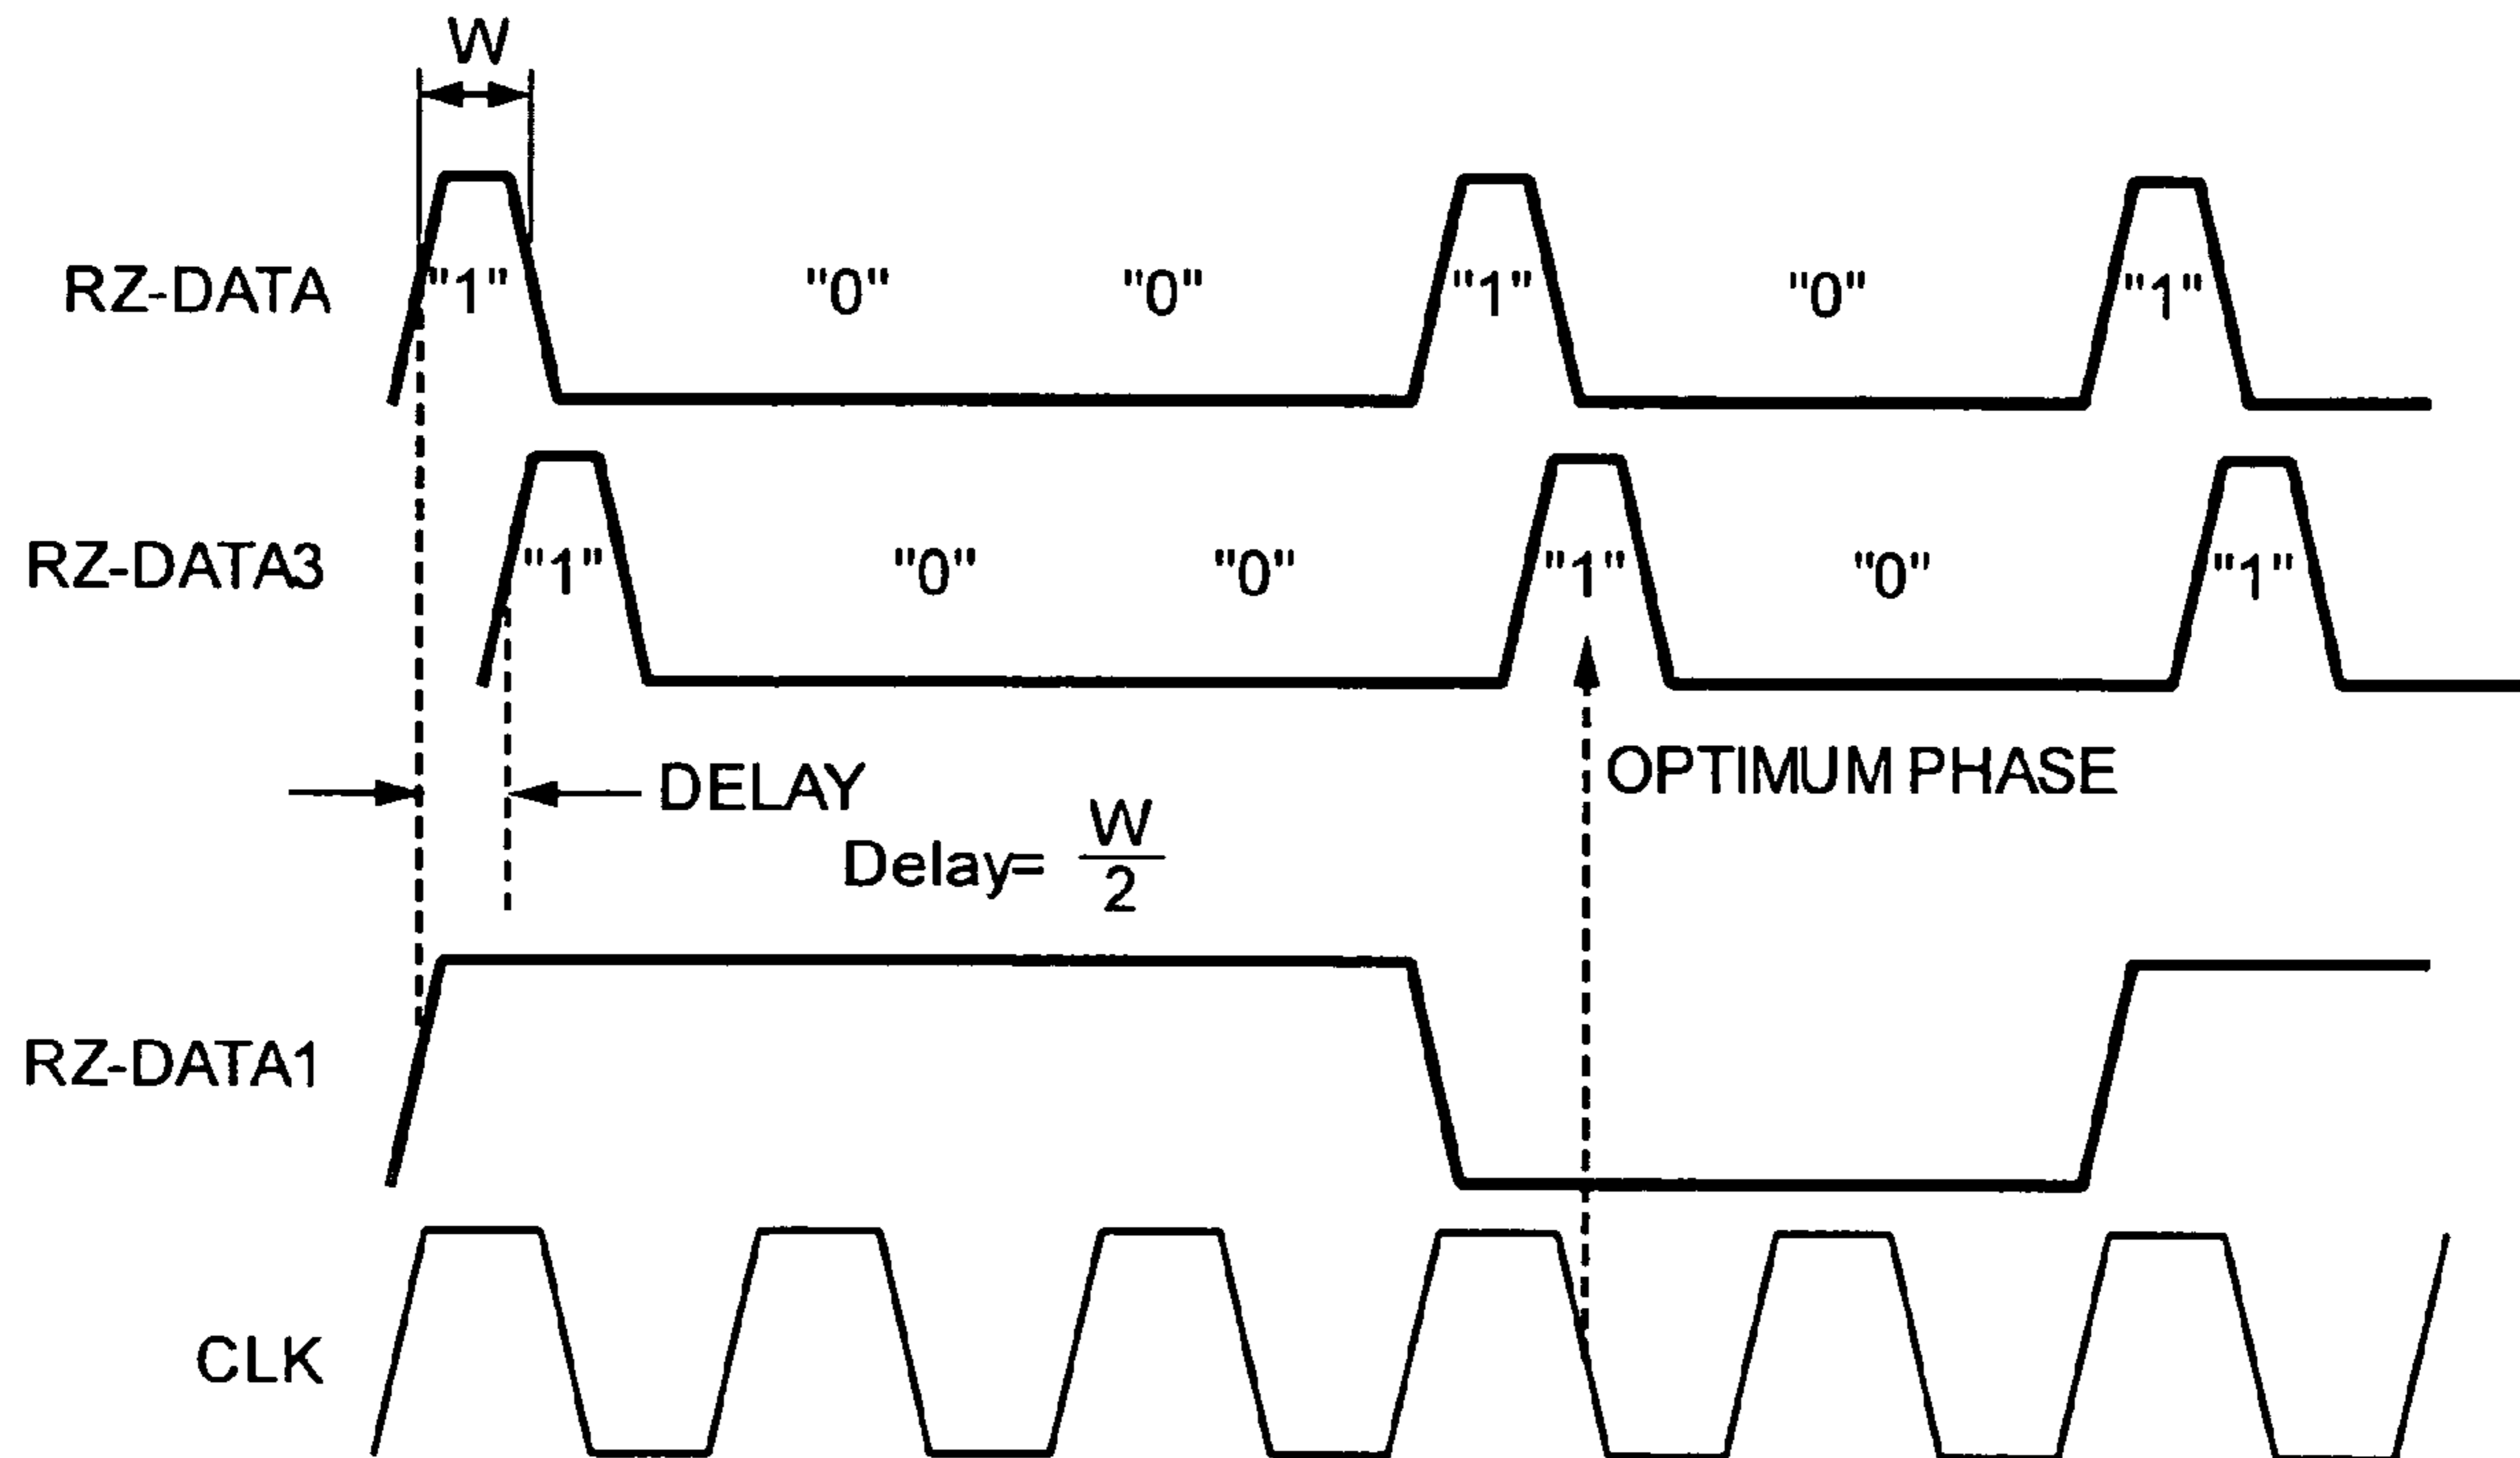 W
RZ-DATA "1" "0" "0" "1" "0" "1"
RZ-DATA3 "1" "0" "0" "1" "0" "1"
DELAY
OPTIMUM PHASE
Delay= W/2
RZ-DATA1
CLK